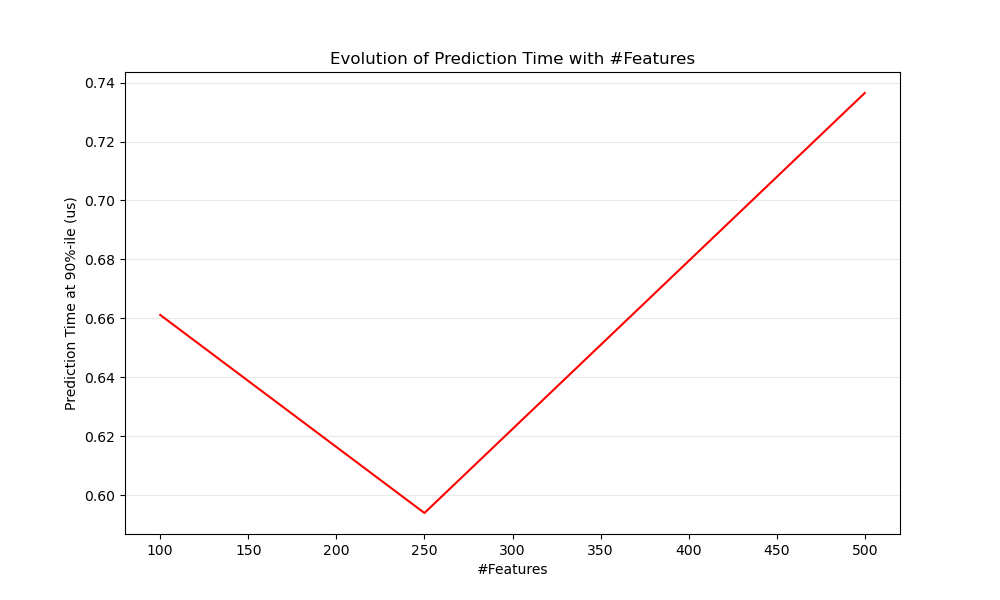 Evolution of Prediction Time with #Features
Prediction Time at 90%-ile (us)
0.74
0.72
0.70
0.68
0.66
0.64
0.62
0.60
100 150 200 250 300 350 400 450 500
#Features